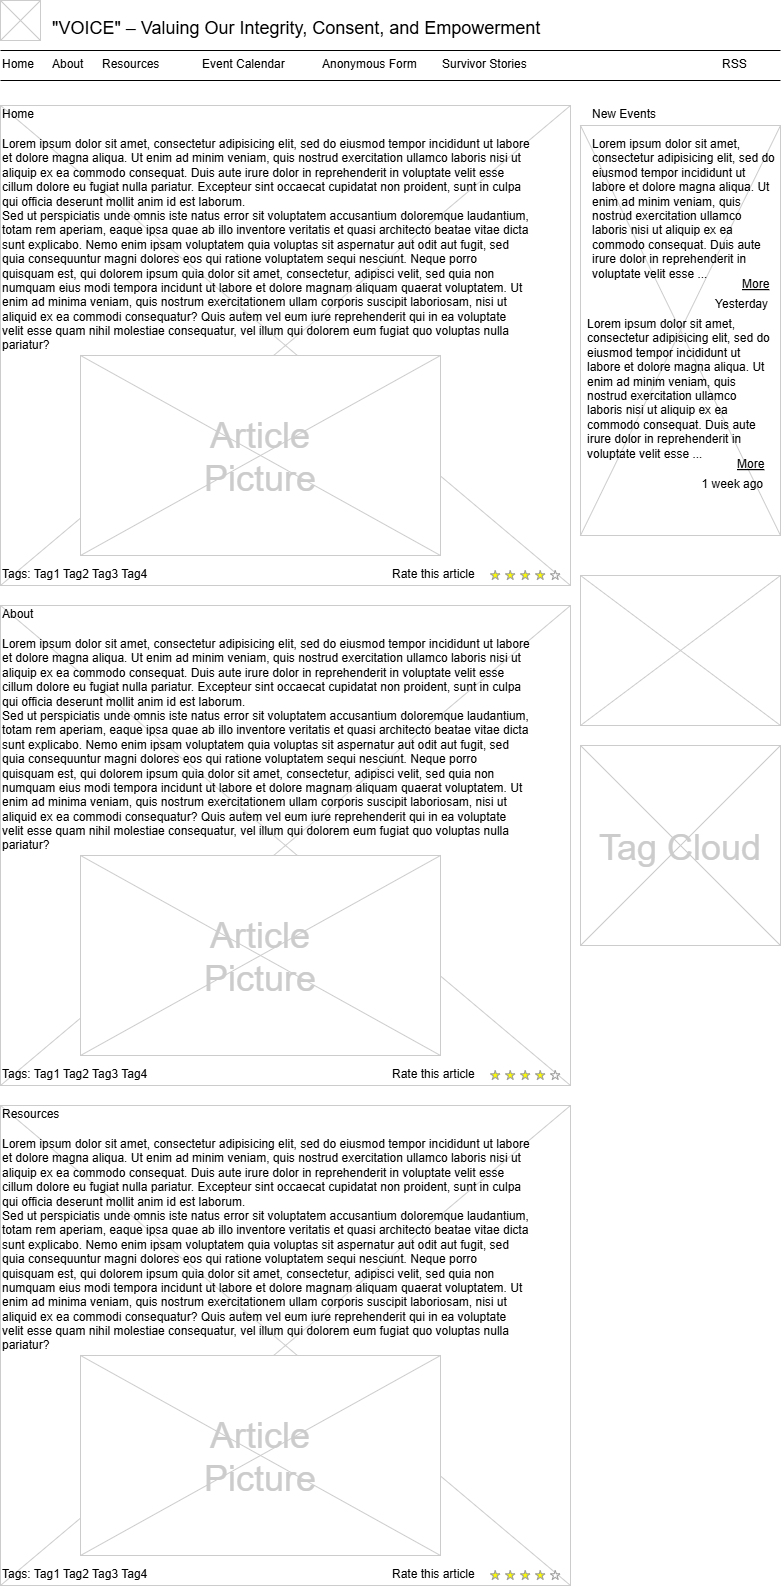 "VOICE" – Valuing Our Integrity, Consent, and Empowerment
Home About Resources Event Calendar Anonymous Form Survivor Stories RSS
Home
Lorem ipsum dolor sit amet, consectetur adipisicing elit, sed do eiusmod tempor incididunt ut labore
et dolore magna aliqua. Ut enim ad minim veniam, quis nostrud exercitation ullamco laboris nisi ut
aliquip ex ea commodo consequat. Duis aute irure dolor in reprehenderit in voluptate velit esse
cillum dolore eu fugiat nulla pariatur. Excepteur sint occaecat cupidatat non proident, sunt in culpa
qui officia deserunt mollit anim id est laborum.
Sed ut perspiciatis unde omnis iste natus error sit voluptatem accusantium doloremque laudantium,
totam rem aperiam, eaque ipsa quae ab illo inventore veritatis et quasi architecto beatae vitae dicta
sunt explicabo. Nemo enim ipsam voluptatem quia voluptas sit aspernatur aut odit aut fugit, sed
quia consequuntur magni dolores eos qui ratione voluptatem sequi nesciunt. Neque porro
quisquam est, qui dolorem ipsum quia dolor sit amet, consectetur, adipisci velit, sed quia non
numquam eius modi tempora incidunt ut labore et dolore magnam aliquam quaerat voluptatem. Ut
enim ad minima veniam, quis nostrum exercitationem ullam corporis suscipit laboriosam, nisi ut
aliquid ex ea commodi consequatur? Quis autem vel eum iure reprehenderit qui in ea voluptate
velit esse quam nihil molestiae consequatur, vel illum qui dolorem eum fugiat quo voluptas nulla
pariatur?
Article
Picture
Tags: Tag1 Tag2 Tag3 Tag4 Rate this article
New Events
Lorem ipsum dolor sit amet,
consectetur adipisicing elit, sed do
eiusmod tempor incididunt ut
labore et dolore magna aliqua. Ut
enim ad minim veniam, quis
nostrud exercitation ullamco
laboris nisi ut aliquip ex ea
commodo consequat. Duis aute
irure dolor in reprehenderit in
voluptate velit esse ...
More
Yesterday
Lorem ipsum dolor sit amet,
consectetur adipisicing elit, sed do
eiusmod tempor incididunt ut
labore et dolore magna aliqua. Ut
enim ad minim veniam, quis
nostrud exercitation ullamco
laboris nisi ut aliquip ex ea
commodo consequat. Duis aute
irure dolor in reprehenderit in
voluptate velit esse ...
More
1 week ago
About
Lorem ipsum dolor sit amet, consectetur adipisicing elit, sed do eiusmod tempor incididunt ut labore
et dolore magna aliqua. Ut enim ad minim veniam, quis nostrud exercitation ullamco laboris nisi ut
aliquip ex ea commodo consequat. Duis aute irure dolor in reprehenderit in voluptate velit esse
cillum dolore eu fugiat nulla pariatur. Excepteur sint occaecat cupidatat non proident, sunt in culpa
qui officia deserunt mollit anim id est laborum.
Sed ut perspiciatis unde omnis iste natus error sit voluptatem accusantium doloremque laudantium,
totam rem aperiam, eaque ipsa quae ab illo inventore veritatis et quasi architecto beatae vitae dicta
sunt explicabo. Nemo enim ipsam voluptatem quia voluptas sit aspernatur aut odit aut fugit, sed
quia consequuntur magni dolores eos qui ratione voluptatem sequi nesciunt. Neque porro
quisquam est, qui dolorem ipsum quia dolor sit amet, consectetur, adipisci velit, sed quia non
numquam eius modi tempora incidunt ut labore et dolore magnam aliquam quaerat voluptatem. Ut
enim ad minima veniam, quis nostrum exercitationem ullam corporis suscipit laboriosam, nisi ut
aliquid ex ea commodi consequatur? Quis autem vel eum iure reprehenderit qui in ea voluptate
velit esse quam nihil molestiae consequatur, vel illum qui dolorem eum fugiat quo voluptas nulla
pariatur?
Article
Picture
Tags: Tag1 Tag2 Tag3 Tag4 Rate this article
Tag Cloud
Resources
Lorem ipsum dolor sit amet, consectetur adipisicing elit, sed do eiusmod tempor incididunt ut labore
et dolore magna aliqua. Ut enim ad minim veniam, quis nostrud exercitation ullamco laboris nisi ut
aliquip ex ea commodo consequat. Duis aute irure dolor in reprehenderit in voluptate velit esse
cillum dolore eu fugiat nulla pariatur. Excepteur sint occaecat cupidatat non proident, sunt in culpa
qui officia deserunt mollit anim id est laborum.
Sed ut perspiciatis unde omnis iste natus error sit voluptatem accusantium doloremque laudantium,
totam rem aperiam, eaque ipsa quae ab illo inventore veritatis et quasi architecto beatae vitae dicta
sunt explicabo. Nemo enim ipsam voluptatem quia voluptas sit aspernatur aut odit aut fugit, sed
quia consequuntur magni dolores eos qui ratione voluptatem sequi nesciunt. Neque porro
quisquam est, qui dolorem ipsum quia dolor sit amet, consectetur, adipisci velit, sed quia non
numquam eius modi tempora incidunt ut labore et dolore magnam aliquam quaerat voluptatem. Ut
enim ad minima veniam, quis nostrum exercitationem ullam corporis suscipit laboriosam, nisi ut
aliquid ex ea commodi consequatur? Quis autem vel eum iure reprehenderit qui in ea voluptate
velit esse quam nihil molestiae consequatur, vel illum qui dolorem eum fugiat quo voluptas nulla
pariatur?
Article
Picture
Tags: Tag1 Tag2 Tag3 Tag4 Rate this article